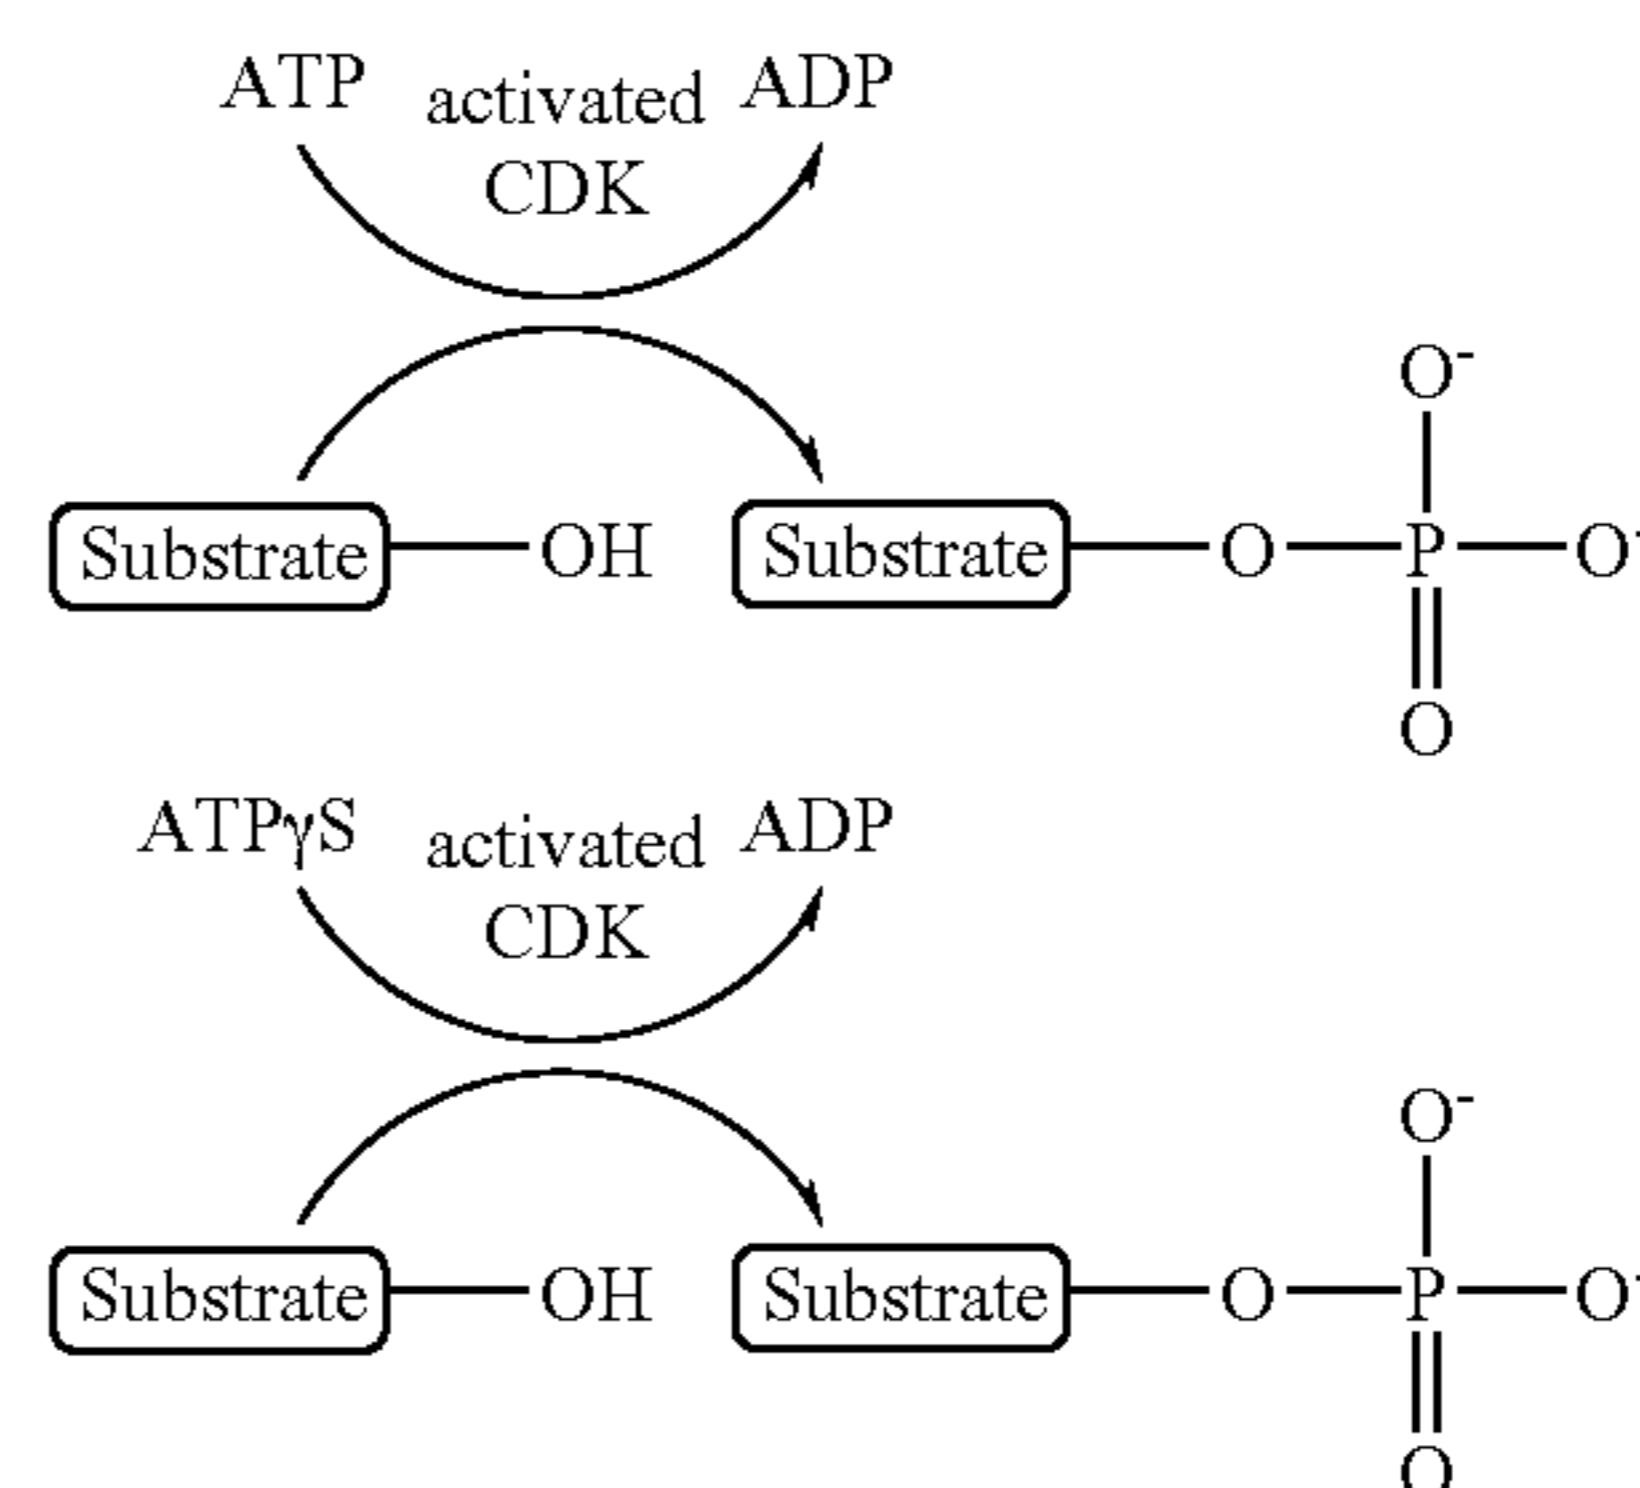 ATP activated ADP
CDK
O⁻
Substrate OH Substrate O P O⁻
O
ATPγS activated ADP
CDK
O⁻
Substrate OH Substrate O P O⁻
O